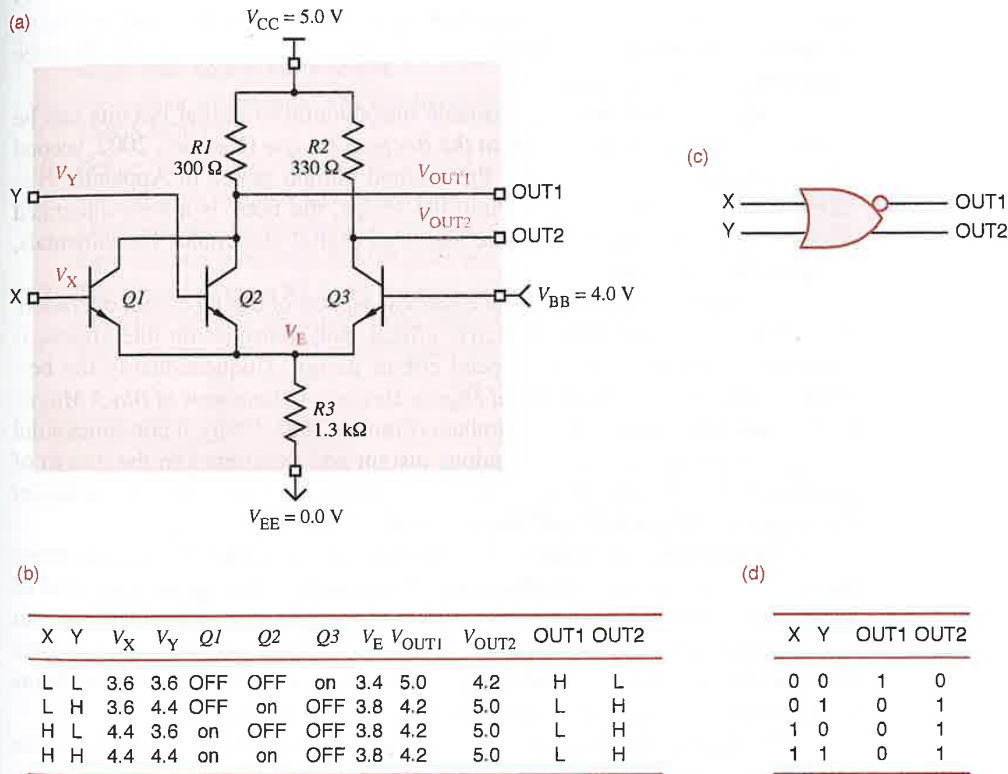 (a)
V_CC = 5.0 V
R1
300 Ω
R2
330 Ω
V_Y
V_OUT1
Y
OUT1
V_OUT2
OUT2
V_X
X
Q1
Q2
Q3
V_BB = 4.0 V
V_E
R3
1.3 kΩ
V_EE = 0.0 V
(c)
X
OUT1
Y
OUT2
(b)
X Y V_X V_Y Q1 Q2 Q3 V_E V_OUT1 V_OUT2 OUT1 OUT2
L L 3.6 3.6 OFF OFF on 3.4 5.0 4.2 H L
L H 3.6 4.4 OFF on OFF 3.8 4.2 5.0 L H
H L 4.4 3.6 on OFF OFF 3.8 4.2 5.0 L H
H H 4.4 4.4 on on OFF 3.8 4.2 5.0 L H
(d)
X Y OUT1 OUT2
0 0 1 0
0 1 0 1
1 0 0 1
1 1 0 1